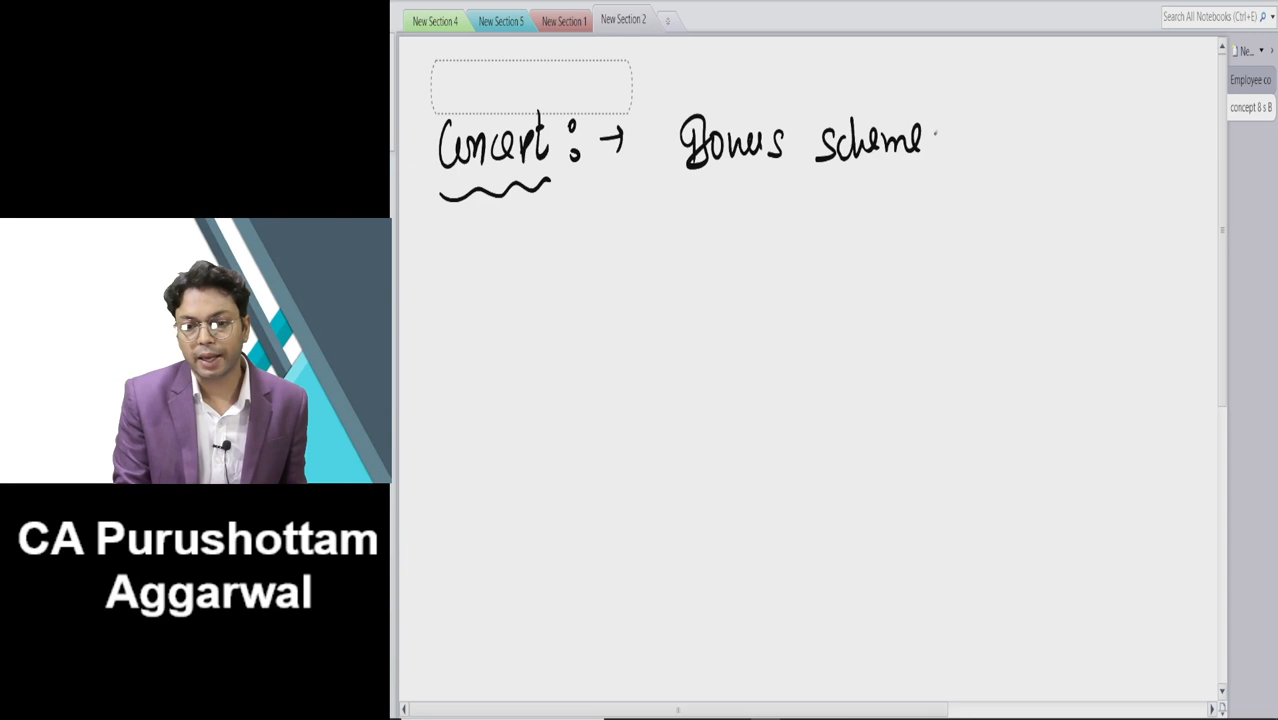 New Section 4
New Section 5
New Section 1
New Section 2
Search All Notebooks (Ctrl+E)
Ne...
Employee co
concept 8 s B
Concept : → Bonus scheme
CA Purushottam
Aggarwal